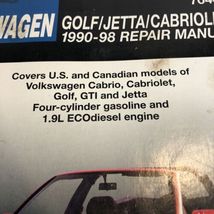 WAGEN GOLF/JETTA/CABRIOL
1990-98 REPAIR MANU
Covers U.S. and Canadian models of
Volkswagen Cabrio, Cabriolet,
Golf, GTI and Jetta
Four-cylinder gasoline and
1.9L ECOdiesel engine